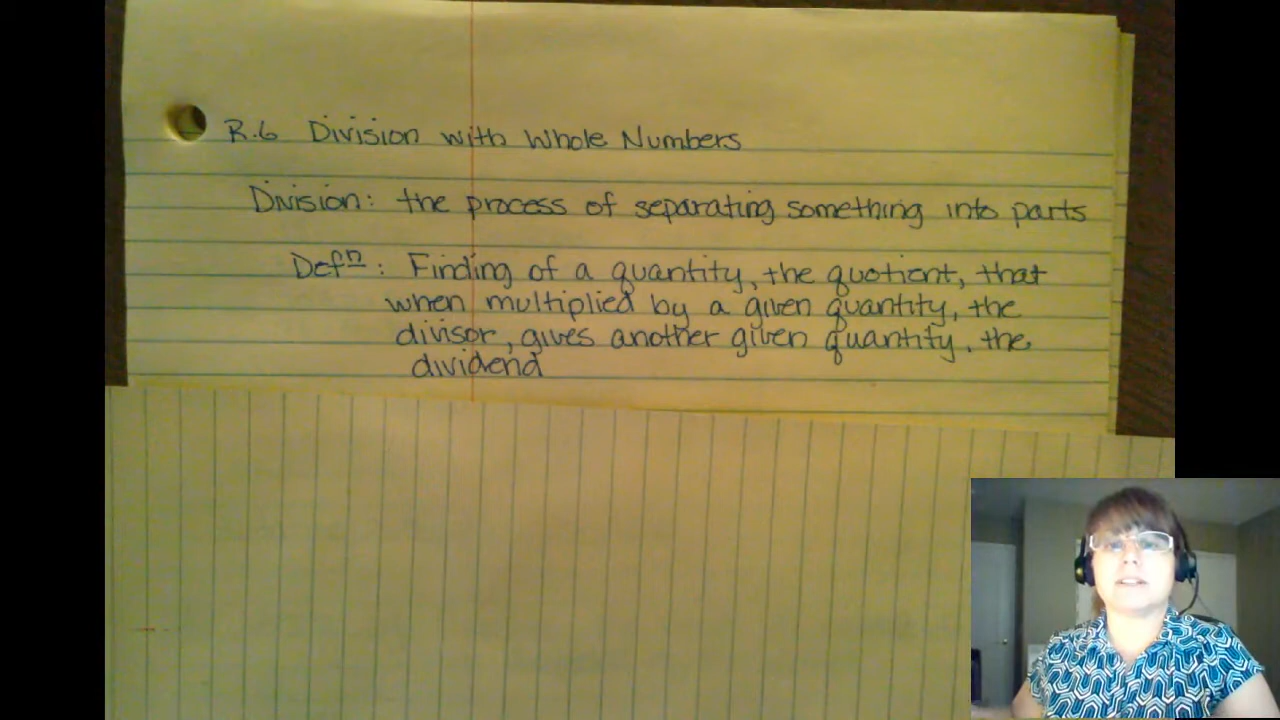 R.6 Division with Whole Numbers
Division: the process of separating something into parts
Defⁿ: Finding of a quantity, the quotient, that
when multiplied by a given quantity, the
divisor, gives another given quantity, the
dividend